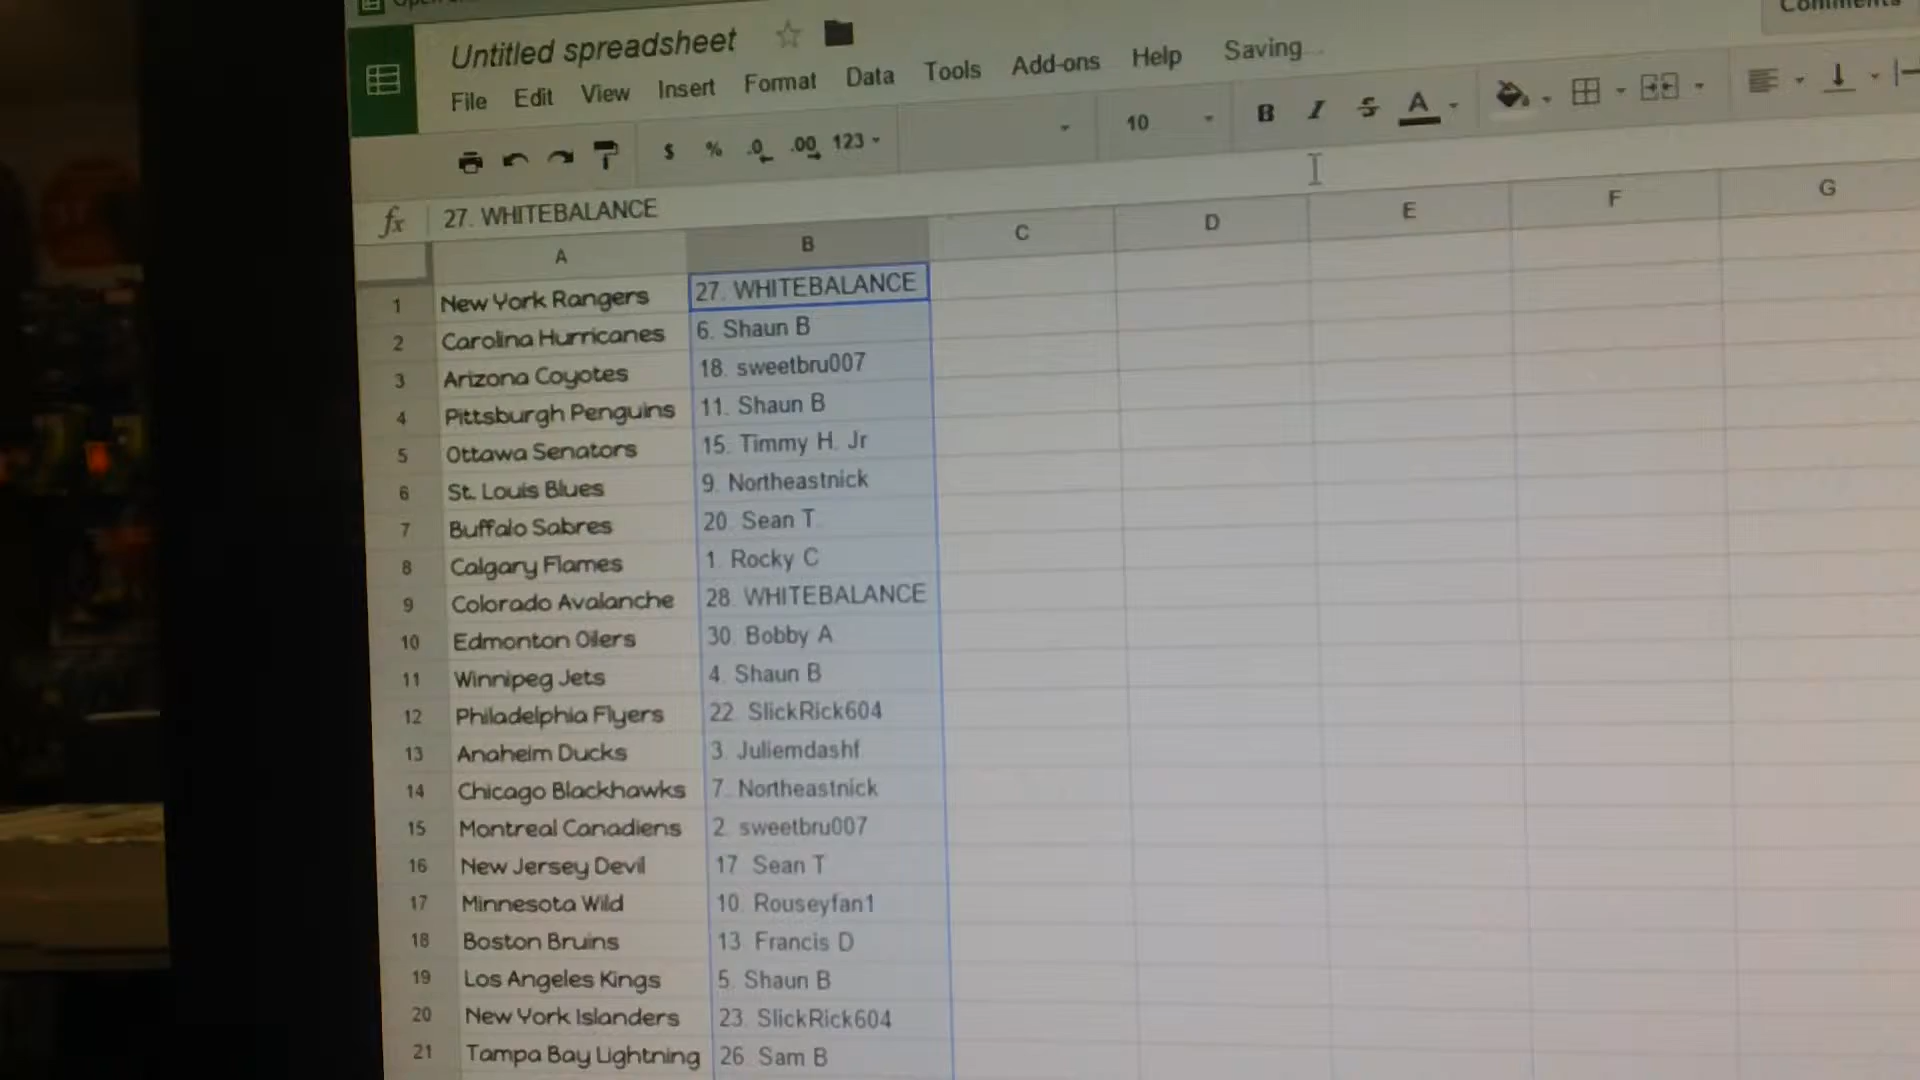 Untitled spreadsheet
File Edit View Insert Format Data Tools Add-ons Help Saving...
$ % .0 .00 123 10 B I S A
fx 27. WHITEBALANCE
A B C D E F G
1 New York Rangers 27. WHITEBALANCE
2 Carolina Hurricanes 6. Shaun B
3 Arizona Coyotes 18. sweetbru007
4 Pittsburgh Penguins 11. Shaun B
5 Ottawa Senators 15. Timmy H. Jr
6 St. Louis Blues 9. Northeastnick
7 Buffalo Sabres 20. Sean T
8 Calgary Flames 1. Rocky C
9 Colorado Avalanche 28. WHITEBALANCE
10 Edmonton Oilers 30. Bobby A
11 Winnipeg Jets 4. Shaun B
12 Philadelphia Flyers 22. SlickRick604
13 Anaheim Ducks 3. Juliemdashf
14 Chicago Blackhawks 7. Northeastnick
15 Montreal Canadiens 2. sweetbru007
16 New Jersey Devil 17. Sean T
17 Minnesota Wild 10. Rouseyfan1
18 Boston Bruins 13. Francis D
19 Los Angeles Kings 5. Shaun B
20 New York Islanders 23. SlickRick604
21 Tampa Bay Lightning 26. Sam B